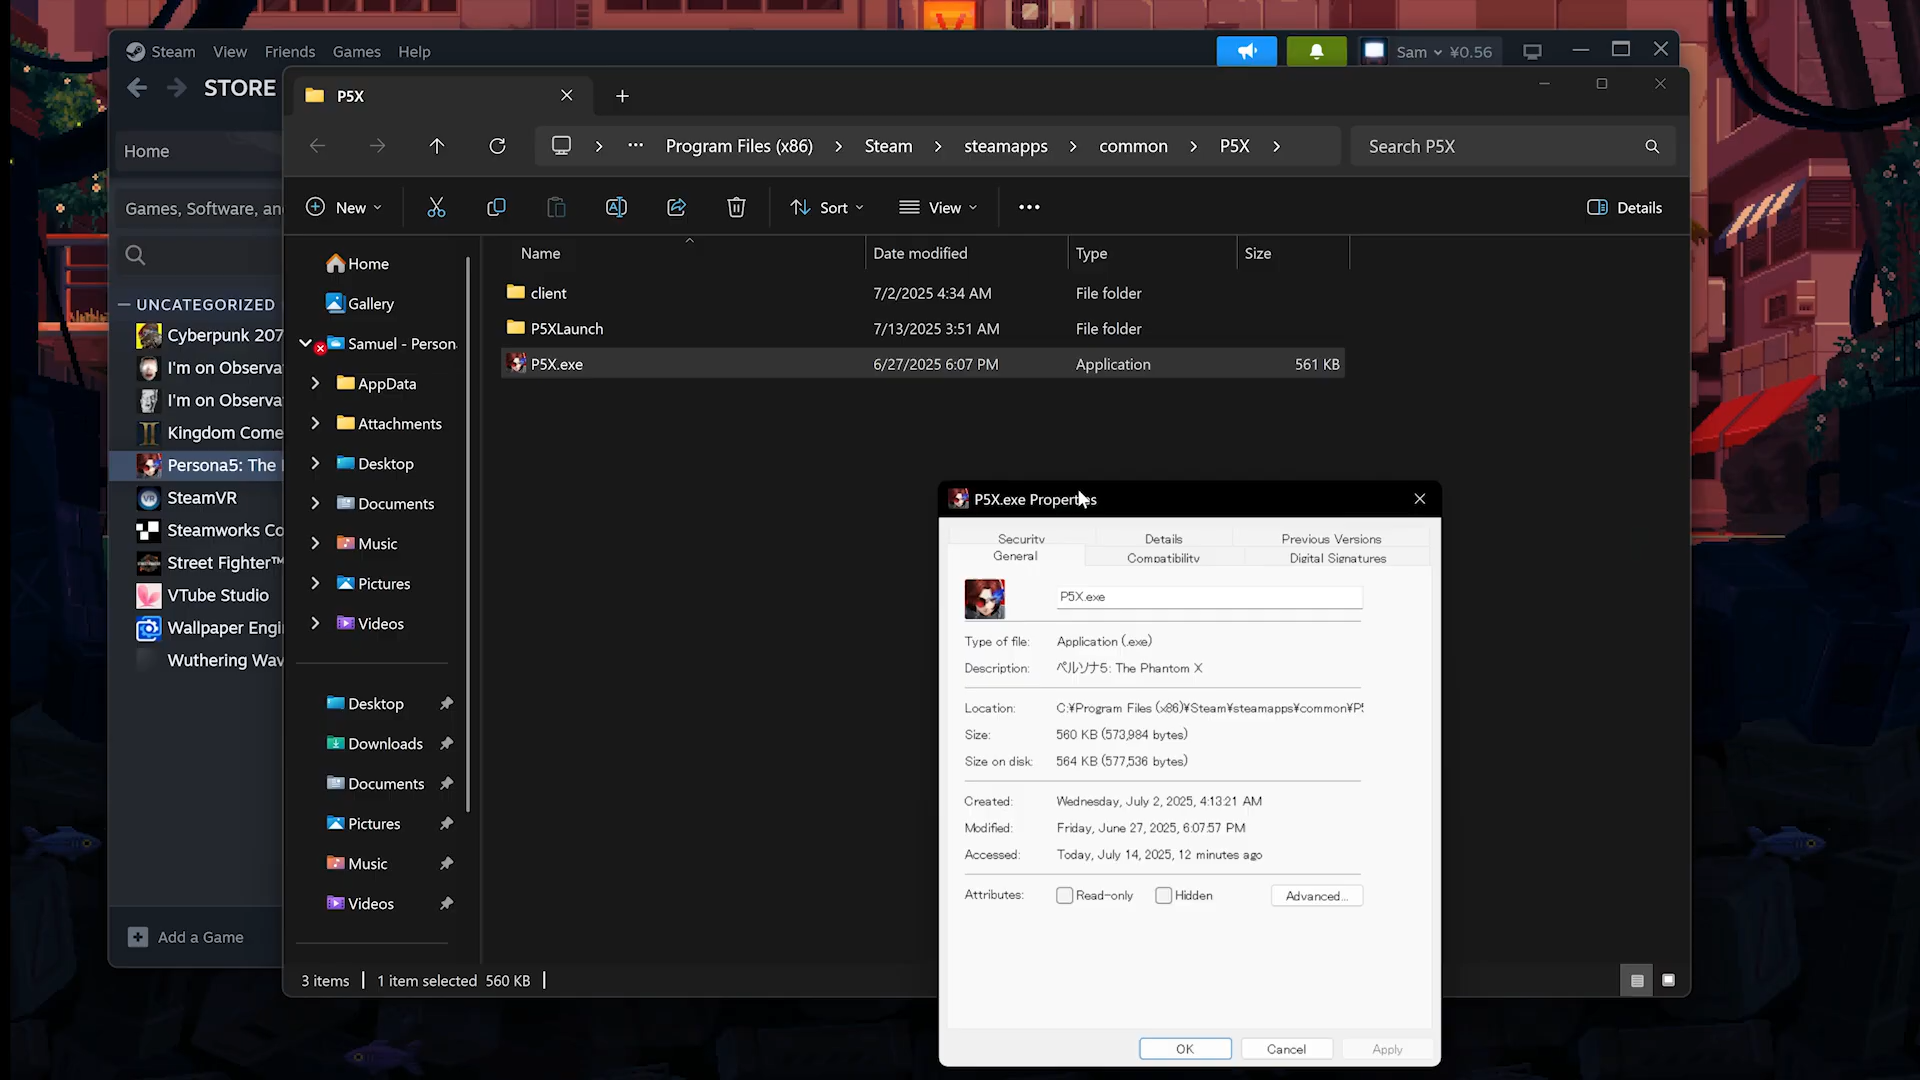 Steam View Friends Games Help
Sam ¥0.56
STORE
P5X
Program Files (x86) > Steam > steamapps > common > P5X >
Search P5X
Home
New
Sort
View
Details
Games, Software, an
Name
Date modified
Type
Size
Home
client 7/2/2025 4:34 AM File folder
Gallery
UNCATEGORIZED
P5XLaunch 7/13/2025 3:51 AM File folder
Cyberpunk 207
Samuel - Person
P5X.exe 6/27/2025 6:07 PM Application 561 KB
I'm on Observa
AppData
I'm on Observa
Attachments
Kingdom Come
Desktop
Persona5: The
SteamVR
Documents
Steamworks Co
Music
Street Fighter™
Pictures
VTube Studio
Videos
Wallpaper Engi
Wuthering Wav
Desktop
Downloads
Documents
Pictures
Music
Videos
Add a Game
3 items | 1 item selected 560 KB |
P5X.exe Properties
Security Details Previous Versions
General Compatibility Digital Signatures
P5X.exe
Type of file: Application (.exe)
Description: ペルソナ5: The Phantom X
Location: C:¥Program Files (x86)¥Steam¥steamapps¥common¥P5
Size: 560 KB (573,984 bytes)
Size on disk: 564 KB (577,536 bytes)
Created: Wednesday, July 2, 2025, 4:13:21 AM
Modified: Friday, June 27, 2025, 6:07:57 PM
Accessed: Today, July 14, 2025, 12 minutes ago
Attributes: Read-only Hidden Advanced...
OK Cancel Apply